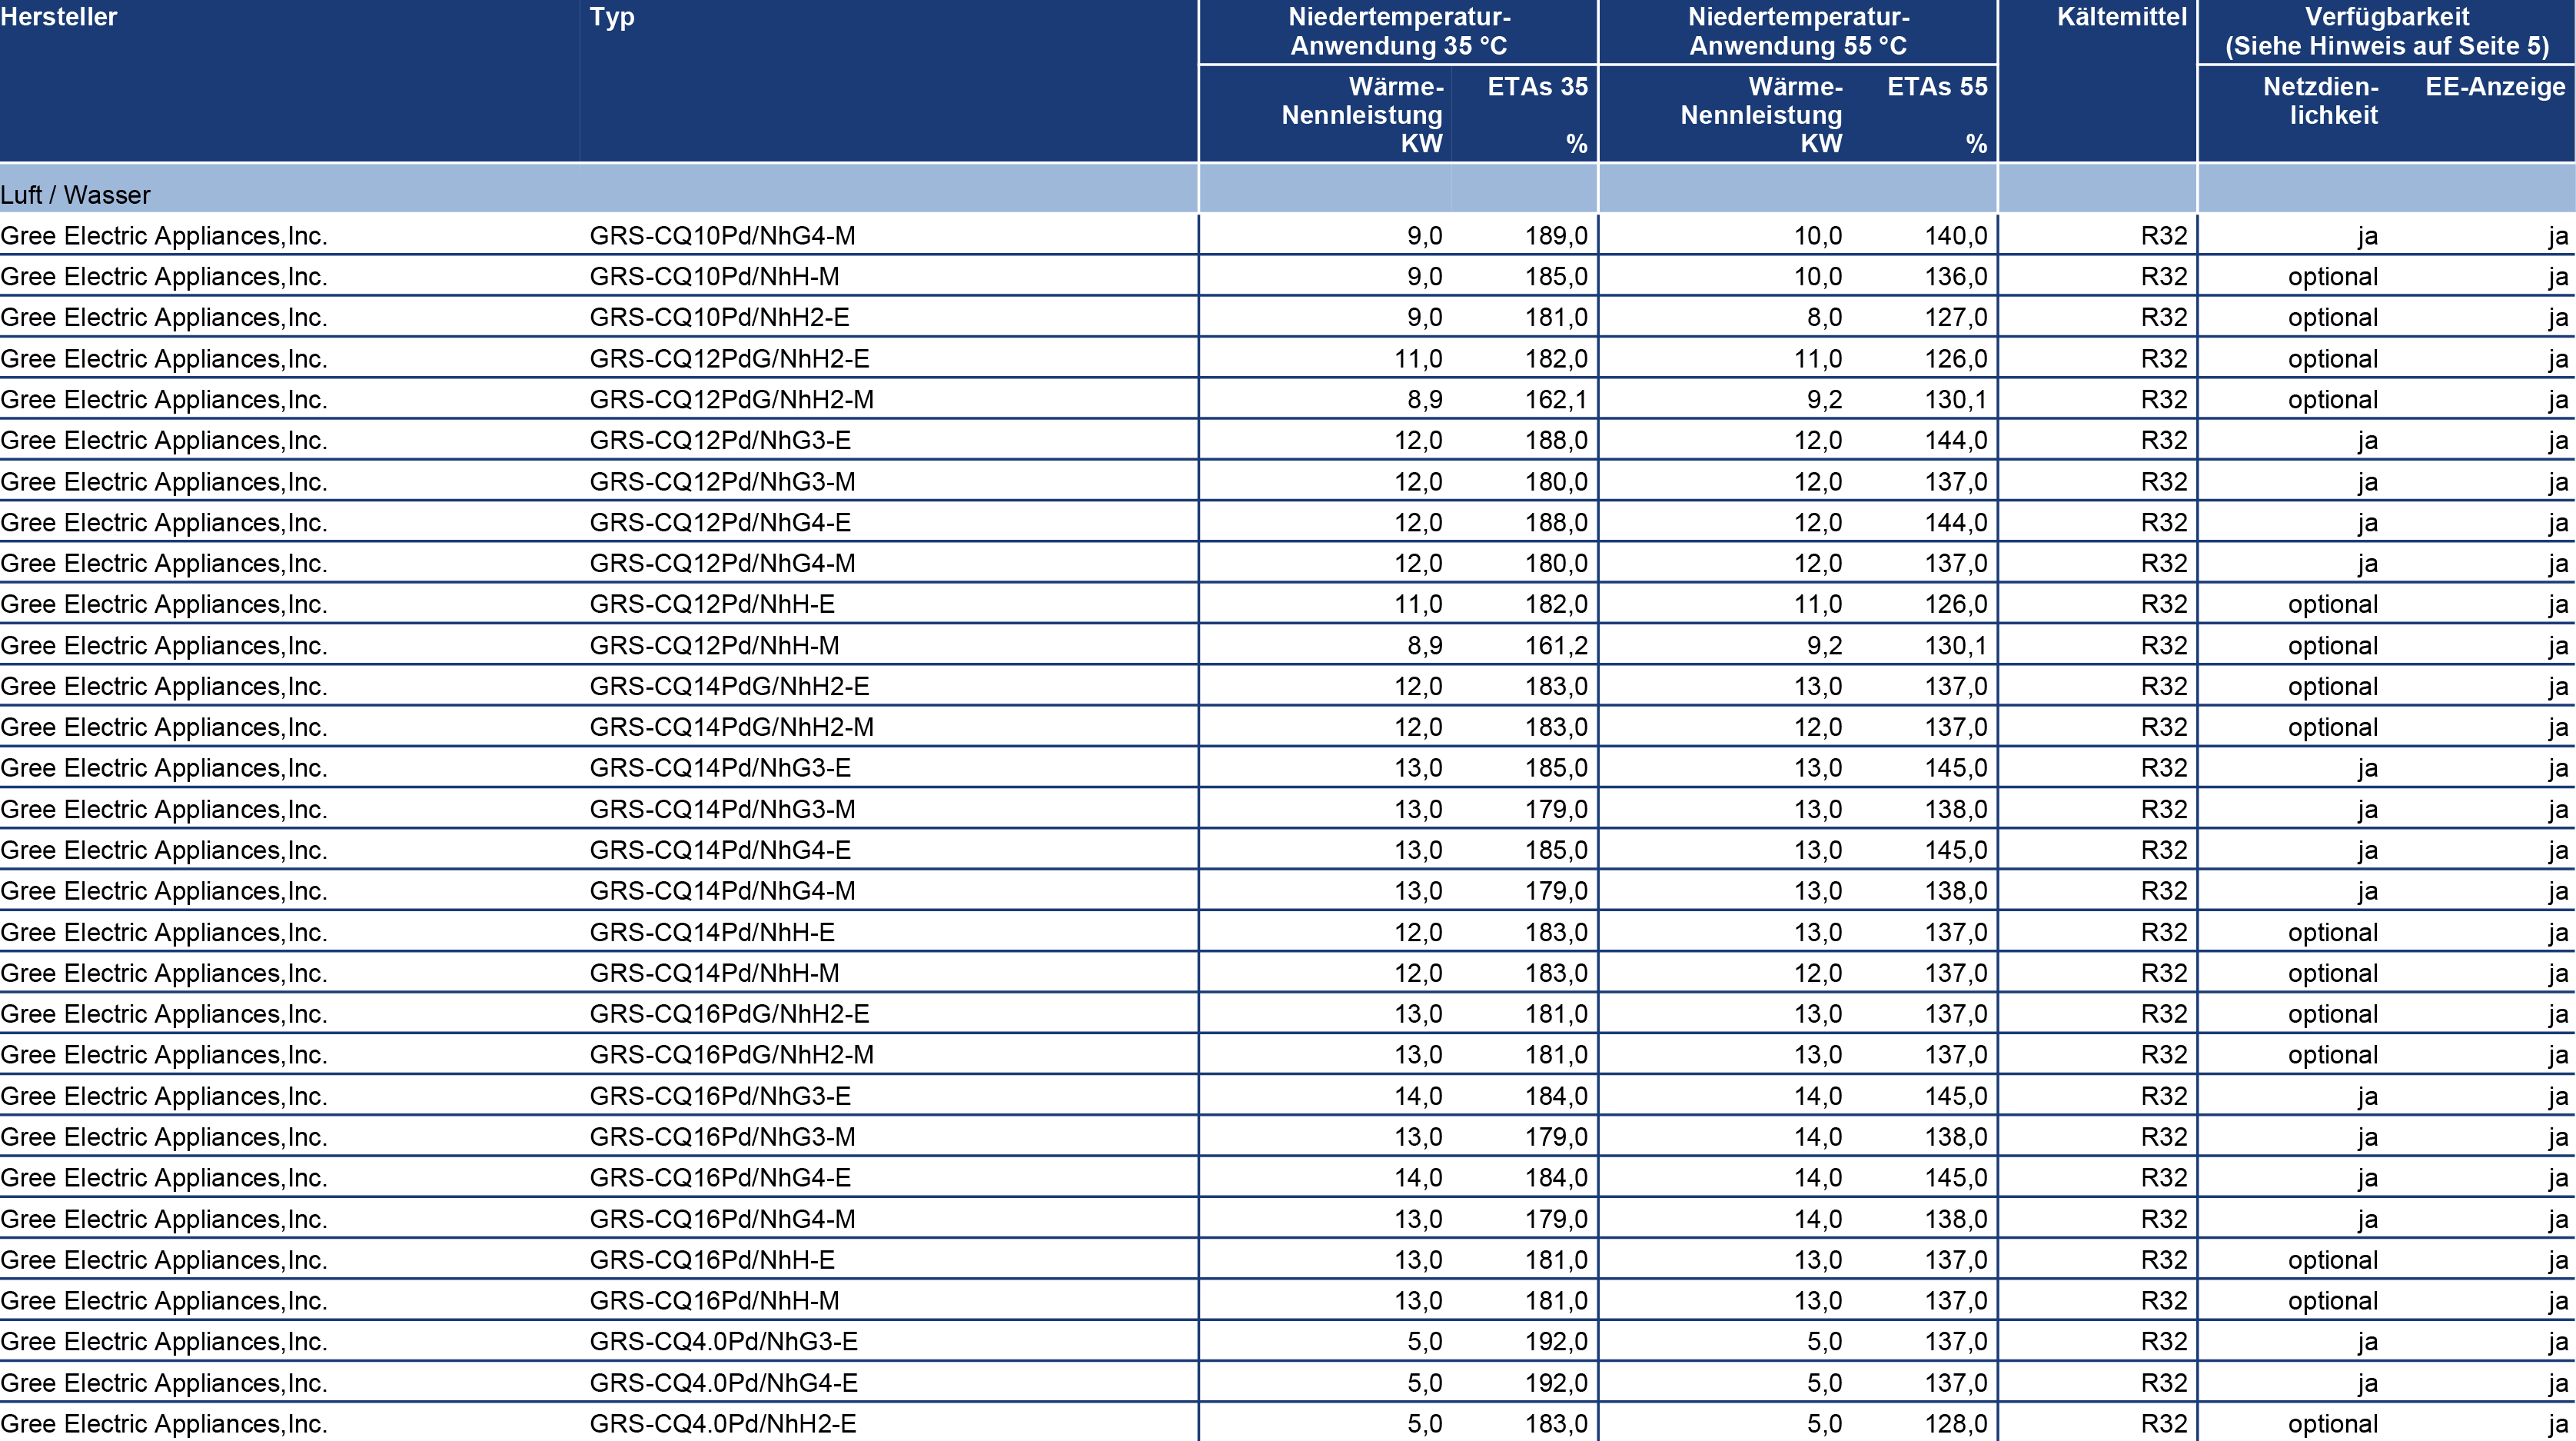 Hersteller Typ Niedertemperatur- Niedertemperatur- Kältemittel Verfügbarkeit
Anwendung 35 °C Anwendung 55 °C (Siehe Hinweis auf Seite 5)
Wärme- ETAs 35 Wärme- ETAs 55 Netzdien- EE-Anzeige
Nennleistung Nennleistung lichkeit
KW % KW %
Luft / Wasser
Gree Electric Appliances,Inc. GRS-CQ10Pd/NhG4-M 9,0 189,0 10,0 140,0 R32 ja ja
Gree Electric Appliances,Inc. GRS-CQ10Pd/NhH-M 9,0 185,0 10,0 136,0 R32 optional ja
Gree Electric Appliances,Inc. GRS-CQ10Pd/NhH2-E 9,0 181,0 8,0 127,0 R32 optional ja
Gree Electric Appliances,Inc. GRS-CQ12PdG/NhH2-E 11,0 182,0 11,0 126,0 R32 optional ja
Gree Electric Appliances,Inc. GRS-CQ12PdG/NhH2-M 8,9 162,1 9,2 130,1 R32 optional ja
Gree Electric Appliances,Inc. GRS-CQ12Pd/NhG3-E 12,0 188,0 12,0 144,0 R32 ja ja
Gree Electric Appliances,Inc. GRS-CQ12Pd/NhG3-M 12,0 180,0 12,0 137,0 R32 ja ja
Gree Electric Appliances,Inc. GRS-CQ12Pd/NhG4-E 12,0 188,0 12,0 144,0 R32 ja ja
Gree Electric Appliances,Inc. GRS-CQ12Pd/NhG4-M 12,0 180,0 12,0 137,0 R32 ja ja
Gree Electric Appliances,Inc. GRS-CQ12Pd/NhH-E 11,0 182,0 11,0 126,0 R32 optional ja
Gree Electric Appliances,Inc. GRS-CQ12Pd/NhH-M 8,9 161,2 9,2 130,1 R32 optional ja
Gree Electric Appliances,Inc. GRS-CQ14PdG/NhH2-E 12,0 183,0 13,0 137,0 R32 optional ja
Gree Electric Appliances,Inc. GRS-CQ14PdG/NhH2-M 12,0 183,0 12,0 137,0 R32 optional ja
Gree Electric Appliances,Inc. GRS-CQ14Pd/NhG3-E 13,0 185,0 13,0 145,0 R32 ja ja
Gree Electric Appliances,Inc. GRS-CQ14Pd/NhG3-M 13,0 179,0 13,0 138,0 R32 ja ja
Gree Electric Appliances,Inc. GRS-CQ14Pd/NhG4-E 13,0 185,0 13,0 145,0 R32 ja ja
Gree Electric Appliances,Inc. GRS-CQ14Pd/NhG4-M 13,0 179,0 13,0 138,0 R32 ja ja
Gree Electric Appliances,Inc. GRS-CQ14Pd/NhH-E 12,0 183,0 13,0 137,0 R32 optional ja
Gree Electric Appliances,Inc. GRS-CQ14Pd/NhH-M 12,0 183,0 12,0 137,0 R32 optional ja
Gree Electric Appliances,Inc. GRS-CQ16PdG/NhH2-E 13,0 181,0 13,0 137,0 R32 optional ja
Gree Electric Appliances,Inc. GRS-CQ16PdG/NhH2-M 13,0 181,0 13,0 137,0 R32 optional ja
Gree Electric Appliances,Inc. GRS-CQ16Pd/NhG3-E 14,0 184,0 14,0 145,0 R32 ja ja
Gree Electric Appliances,Inc. GRS-CQ16Pd/NhG3-M 13,0 179,0 14,0 138,0 R32 ja ja
Gree Electric Appliances,Inc. GRS-CQ16Pd/NhG4-E 14,0 184,0 14,0 145,0 R32 ja ja
Gree Electric Appliances,Inc. GRS-CQ16Pd/NhG4-M 13,0 179,0 14,0 138,0 R32 ja ja
Gree Electric Appliances,Inc. GRS-CQ16Pd/NhH-E 13,0 181,0 13,0 137,0 R32 optional ja
Gree Electric Appliances,Inc. GRS-CQ16Pd/NhH-M 13,0 181,0 13,0 137,0 R32 optional ja
Gree Electric Appliances,Inc. GRS-CQ4.0Pd/NhG3-E 5,0 192,0 5,0 137,0 R32 ja ja
Gree Electric Appliances,Inc. GRS-CQ4.0Pd/NhG4-E 5,0 192,0 5,0 137,0 R32 ja ja
Gree Electric Appliances,Inc. GRS-CQ4.0Pd/NhH2-E 5,0 183,0 5,0 128,0 R32 optional ja